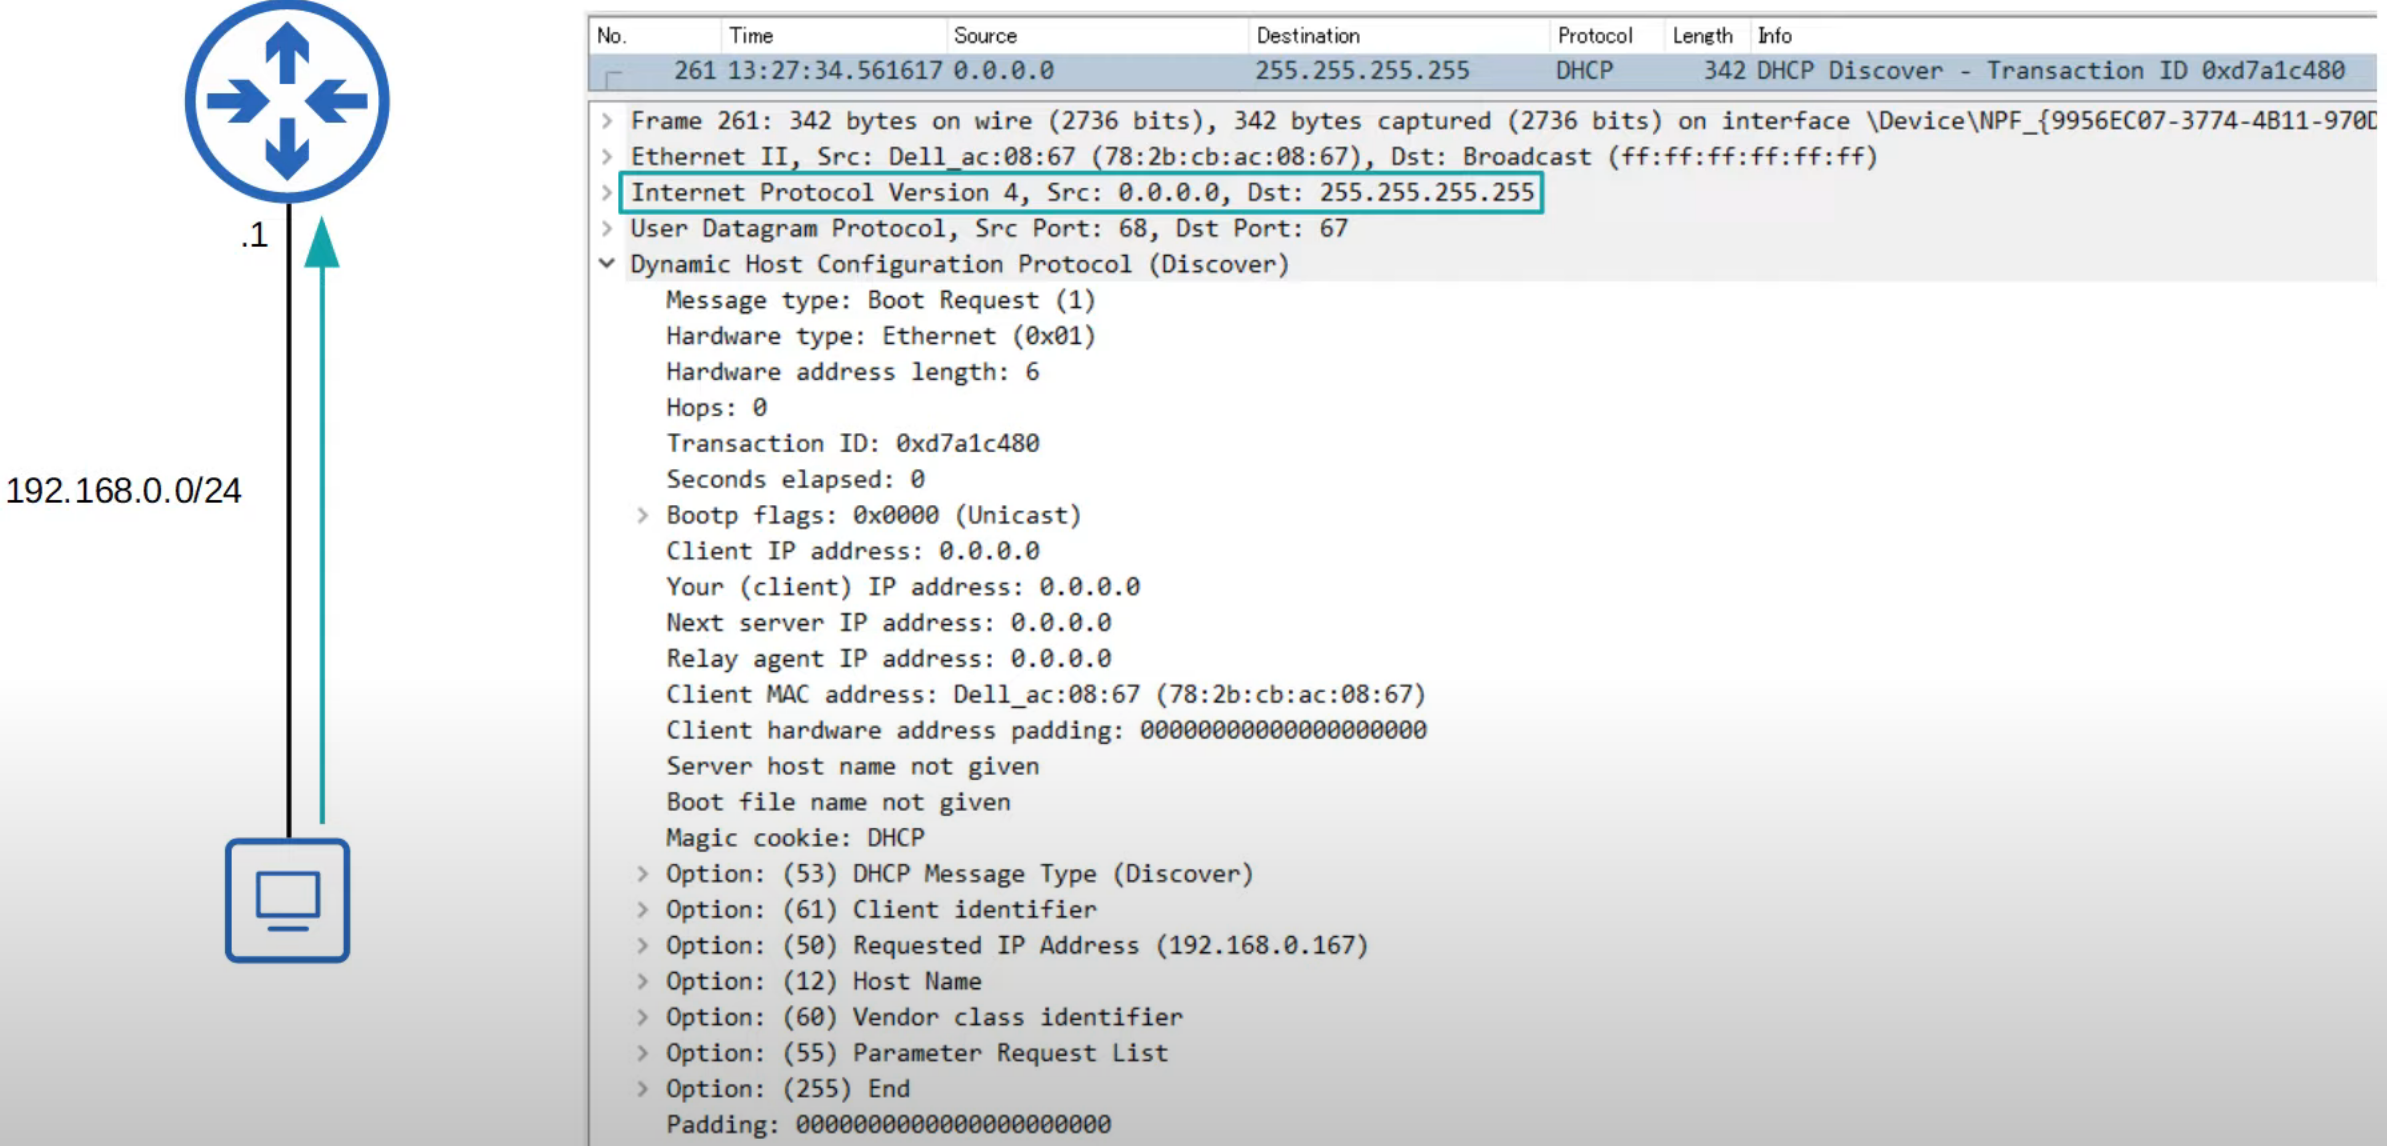 .1
192.168.0.0/24
No. Time Source Destination Protocol Length Info
261 13:27:34.561617 0.0.0.0 255.255.255.255 DHCP 342 DHCP Discover - Transaction ID 0xd7a1c480
Frame 261: 342 bytes on wire (2736 bits), 342 bytes captured (2736 bits) on interface \Device\NPF_{9956EC07-3774-4B11-970D
Ethernet II, Src: Dell_ac:08:67 (78:2b:cb:ac:08:67), Dst: Broadcast (ff:ff:ff:ff:ff:ff)
Internet Protocol Version 4, Src: 0.0.0.0, Dst: 255.255.255.255
User Datagram Protocol, Src Port: 68, Dst Port: 67
Dynamic Host Configuration Protocol (Discover)
Message type: Boot Request (1)
Hardware type: Ethernet (0x01)
Hardware address length: 6
Hops: 0
Transaction ID: 0xd7a1c480
Seconds elapsed: 0
Bootp flags: 0x0000 (Unicast)
Client IP address: 0.0.0.0
Your (client) IP address: 0.0.0.0
Next server IP address: 0.0.0.0
Relay agent IP address: 0.0.0.0
Client MAC address: Dell_ac:08:67 (78:2b:cb:ac:08:67)
Client hardware address padding: 00000000000000000000
Server host name not given
Boot file name not given
Magic cookie: DHCP
Option: (53) DHCP Message Type (Discover)
Option: (61) Client identifier
Option: (50) Requested IP Address (192.168.0.167)
Option: (12) Host Name
Option: (60) Vendor class identifier
Option: (55) Parameter Request List
Option: (255) End
Padding: 0000000000000000000000